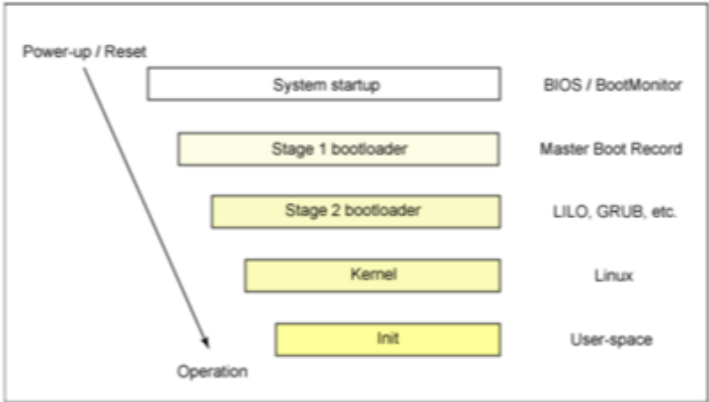 Power-up / Reset
System startup BIOS / BootMonitor
Stage 1 bootloader Master Boot Record
Stage 2 bootloader LILO, GRUB, etc.
Kernel Linux
Init User-space
Operation